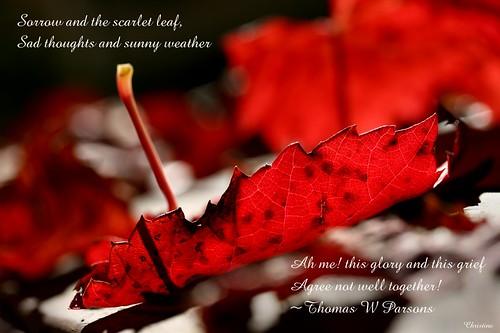 Sorrow and the scarlet leaf,
Sad thoughts and sunny weather
Ah me! this glory and this grief
Agree not well together!
~Thomas W Parsons
Christine